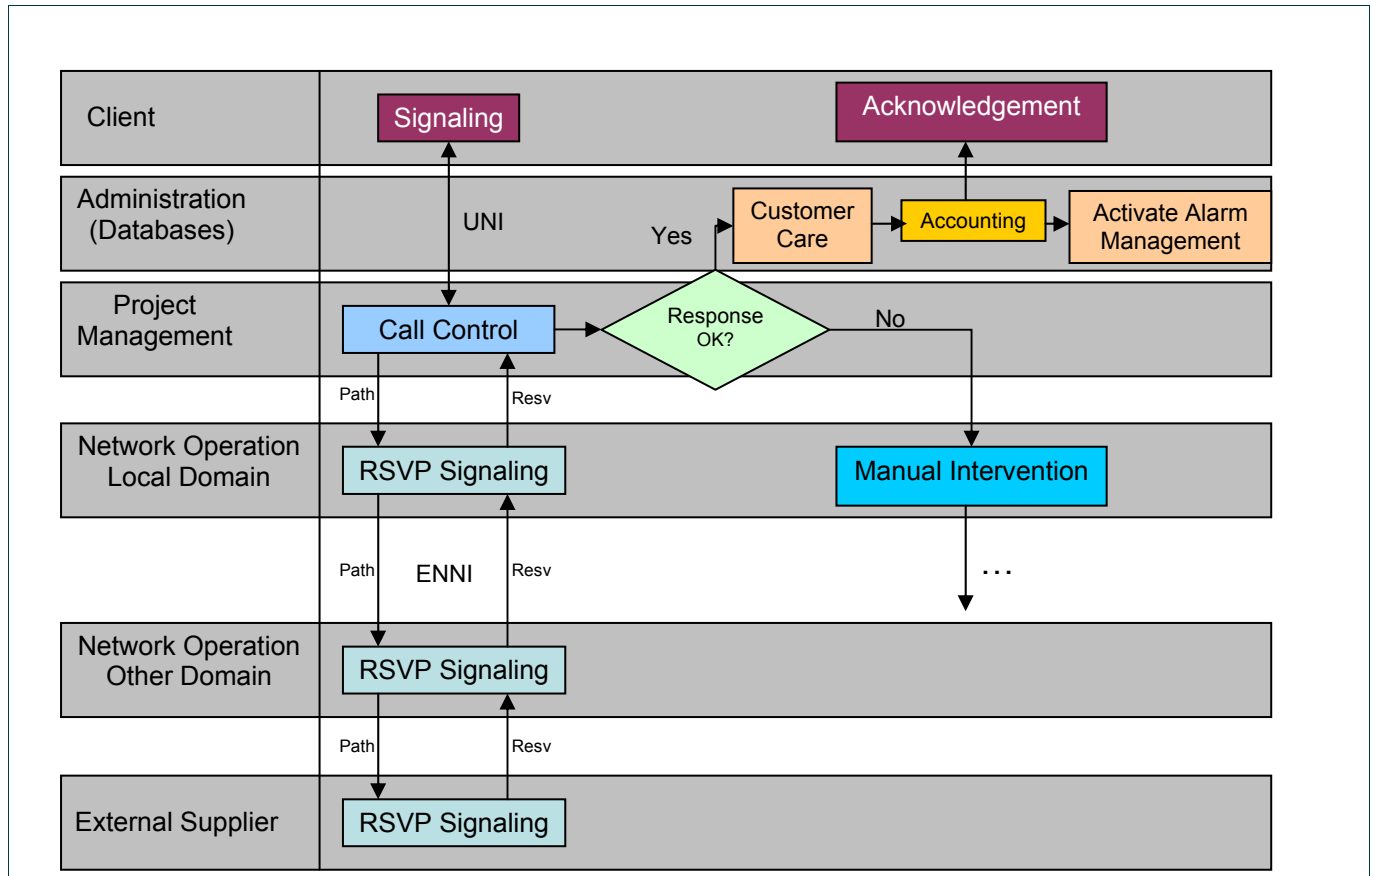 Client
Signaling
Acknowledgement
Administration
(Databases)
UNI
Yes
Customer
Care
Accounting
Activate Alarm
Management
Project
Management
Call Control
Response
OK?
No
Path
Resv
Network Operation
Local Domain
RSVP Signaling
Manual Intervention
Path
ENNI
Resv
...
Network Operation
Other Domain
RSVP Signaling
Path
Resv
External Supplier
RSVP Signaling